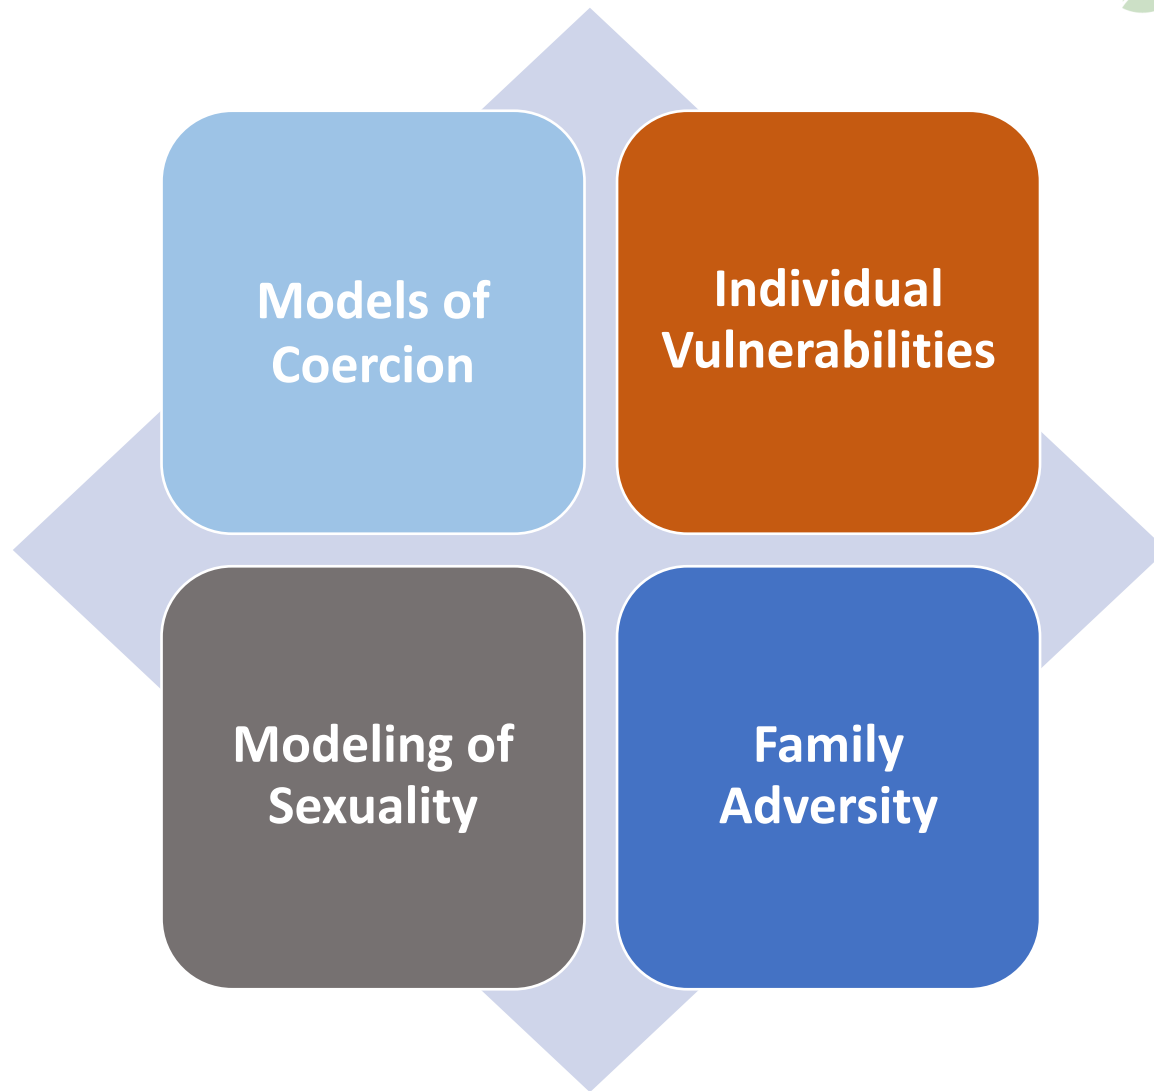 Models of
Coercion
Individual
Vulnerabilities
Modeling of
Sexuality
Family
Adversity